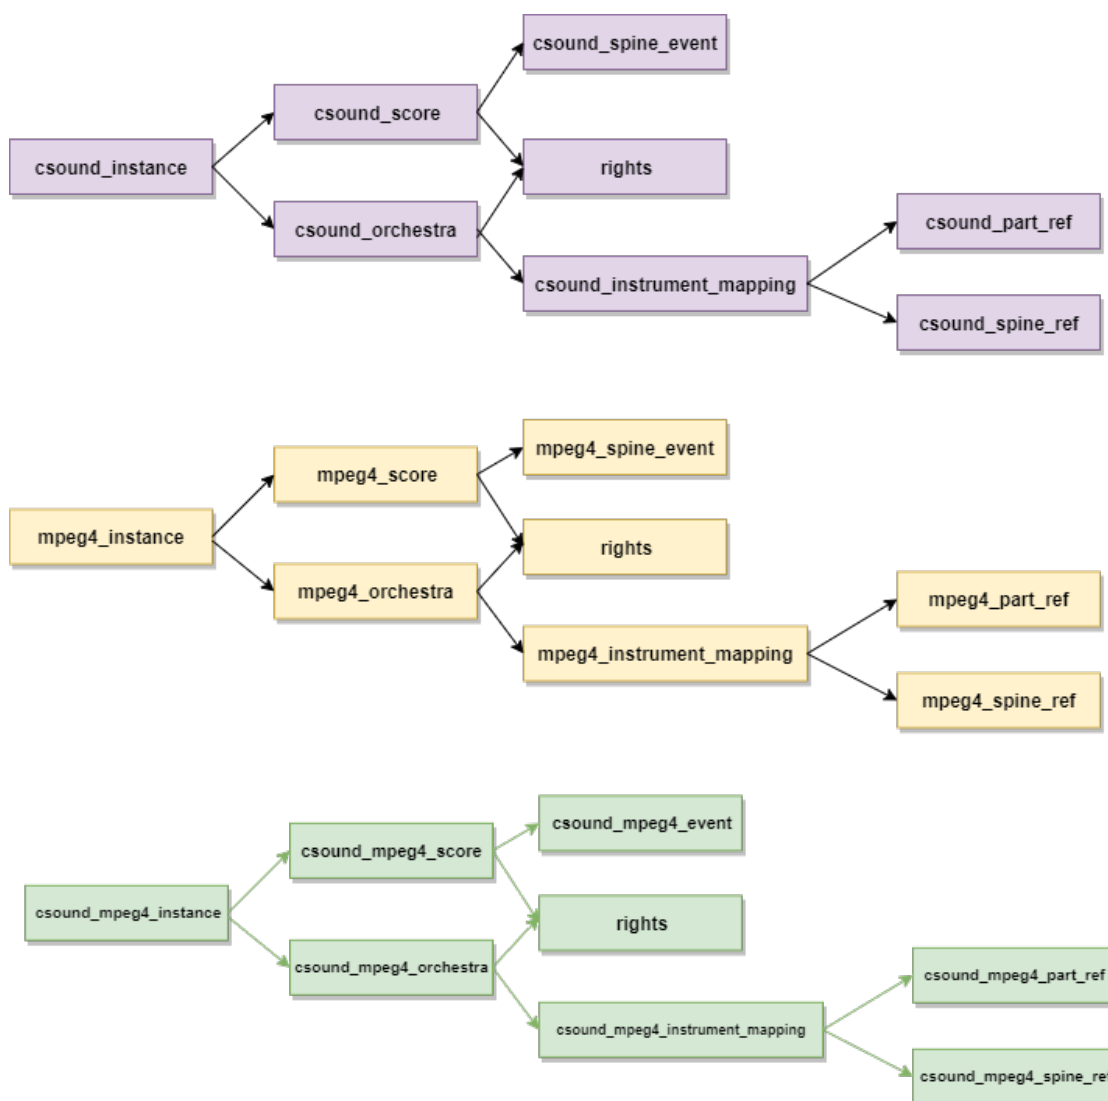 csound_spine_event
csound_score
csound_instance
rights
csound_orchestra
csound_part_ref
csound_instrument_mapping
csound_spine_ref
mpeg4_spine_event
mpeg4_score
mpeg4_instance
rights
mpeg4_orchestra
mpeg4_part_ref
mpeg4_instrument_mapping
mpeg4_spine_ref
csound_mpeg4_event
csound_mpeg4_score
csound_mpeg4_instance
rights
csound_mpeg4_orchestra
csound_mpeg4_part_ref
csound_mpeg4_instrument_mapping
csound_mpeg4_spine_ref